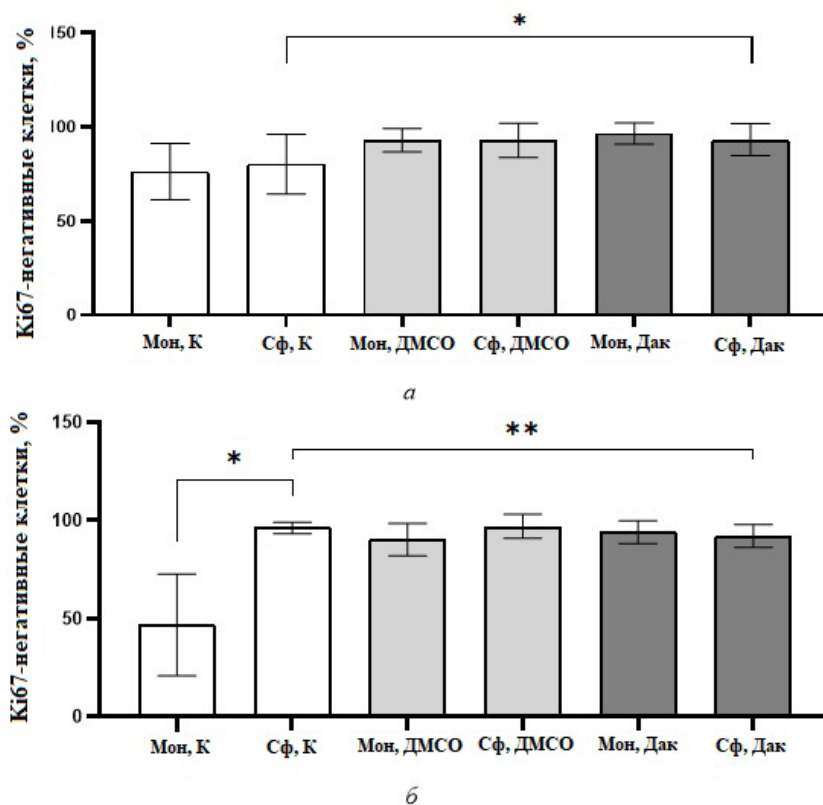 Ki67-негативные клетки, %
150
100
50
0
*
Мон, К
Сф, К
Мон, ДМСО
Сф, ДМСО
Мон, Дак
Сф, Дак
а
Ki67-негативные клетки, %
150
100
50
0
*
**
Мон, К
Сф, К
Мон, ДМСО
Сф, ДМСО
Мон, Дак
Сф, Дак
б